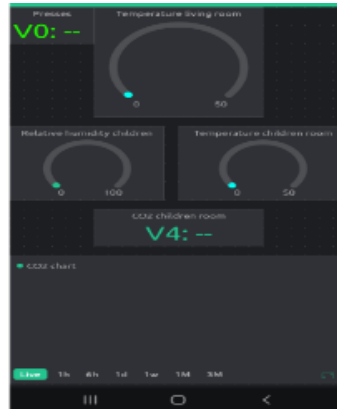 Presses
V0: --
Temperature living room
0 50
Relative humidity children
0 100
Temperature children room
0 50
CO2 children room
V4: --
CO2 chart
Live 1h 6h 1d 1w 1M 3M